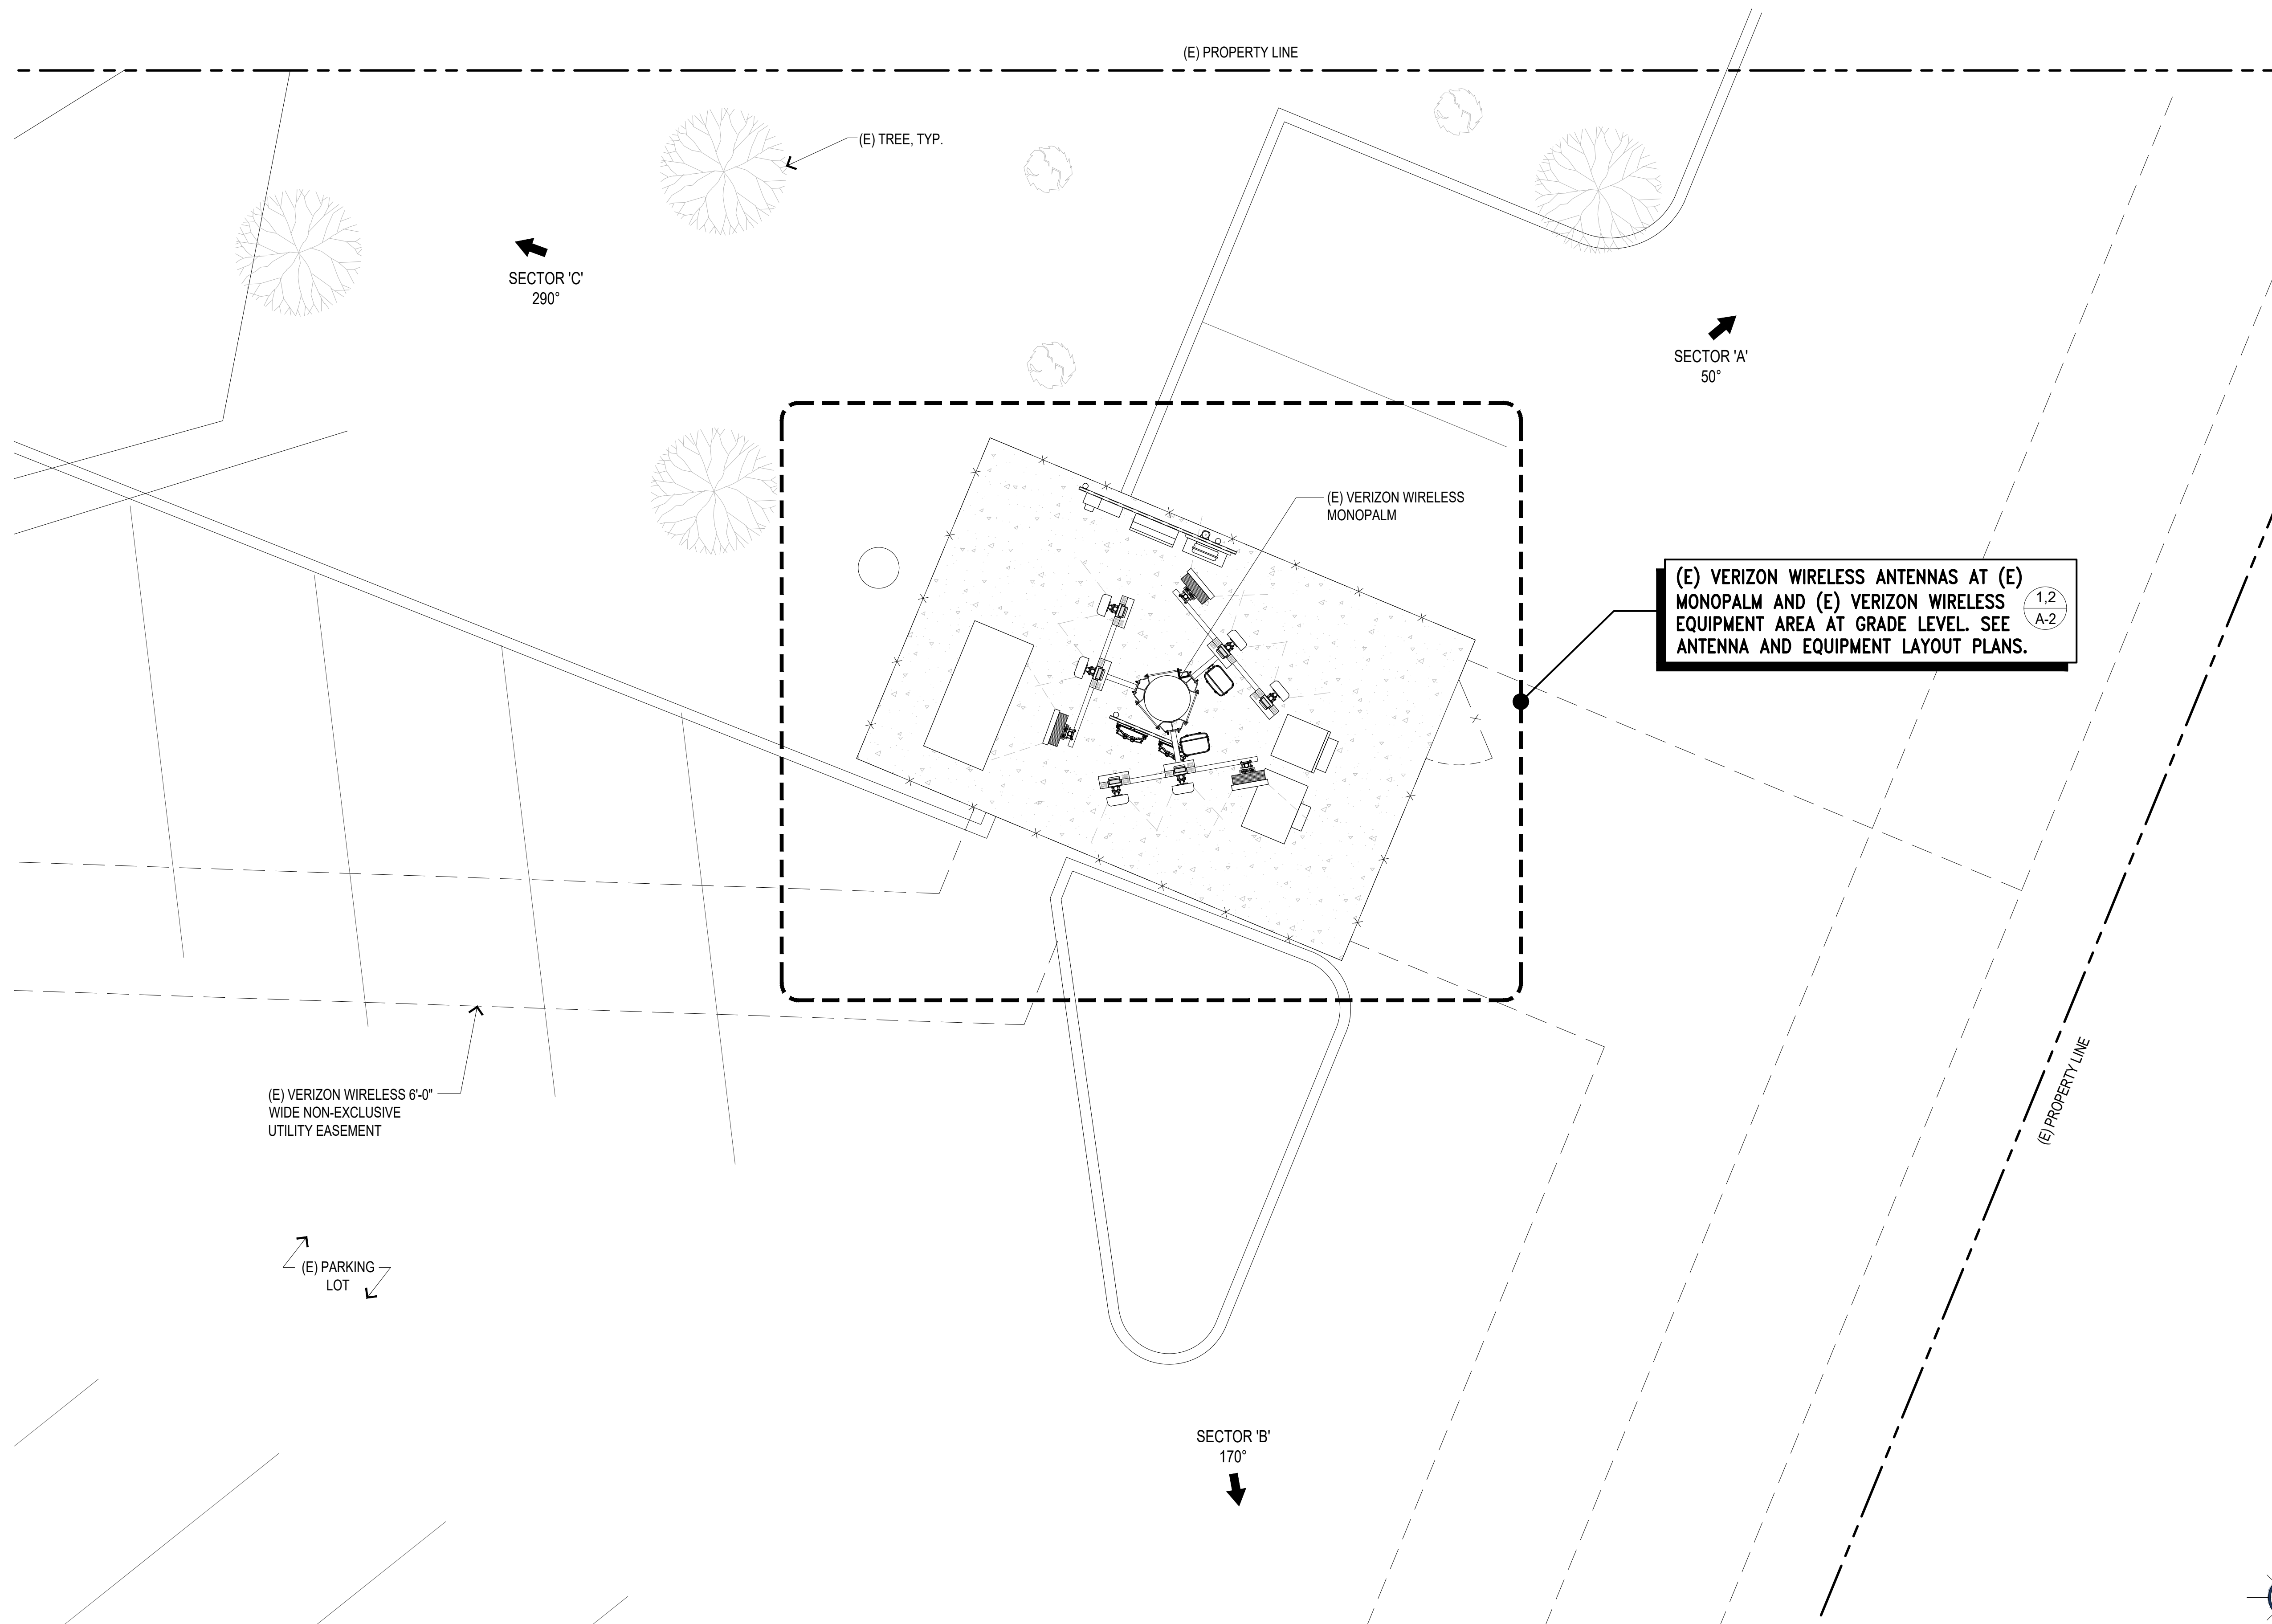 (E) PROPERTY LINE
(E) TREE, TYP.
SECTOR 'C'
290°
SECTOR 'A'
50°
(E) VERIZON WIRELESS
MONOPALM
(E) VERIZON WIRELESS ANTENNAS AT (E)
MONOPALM AND (E) VERIZON WIRELESS
EQUIPMENT AREA AT GRADE LEVEL. SEE
ANTENNA AND EQUIPMENT LAYOUT PLANS.
1,2
A-2
(E) PROPERTY LINE
(E) VERIZON WIRELESS 6'-0"
WIDE NON-EXCLUSIVE
UTILITY EASEMENT
(E) PARKING
LOT
SECTOR 'B'
170°